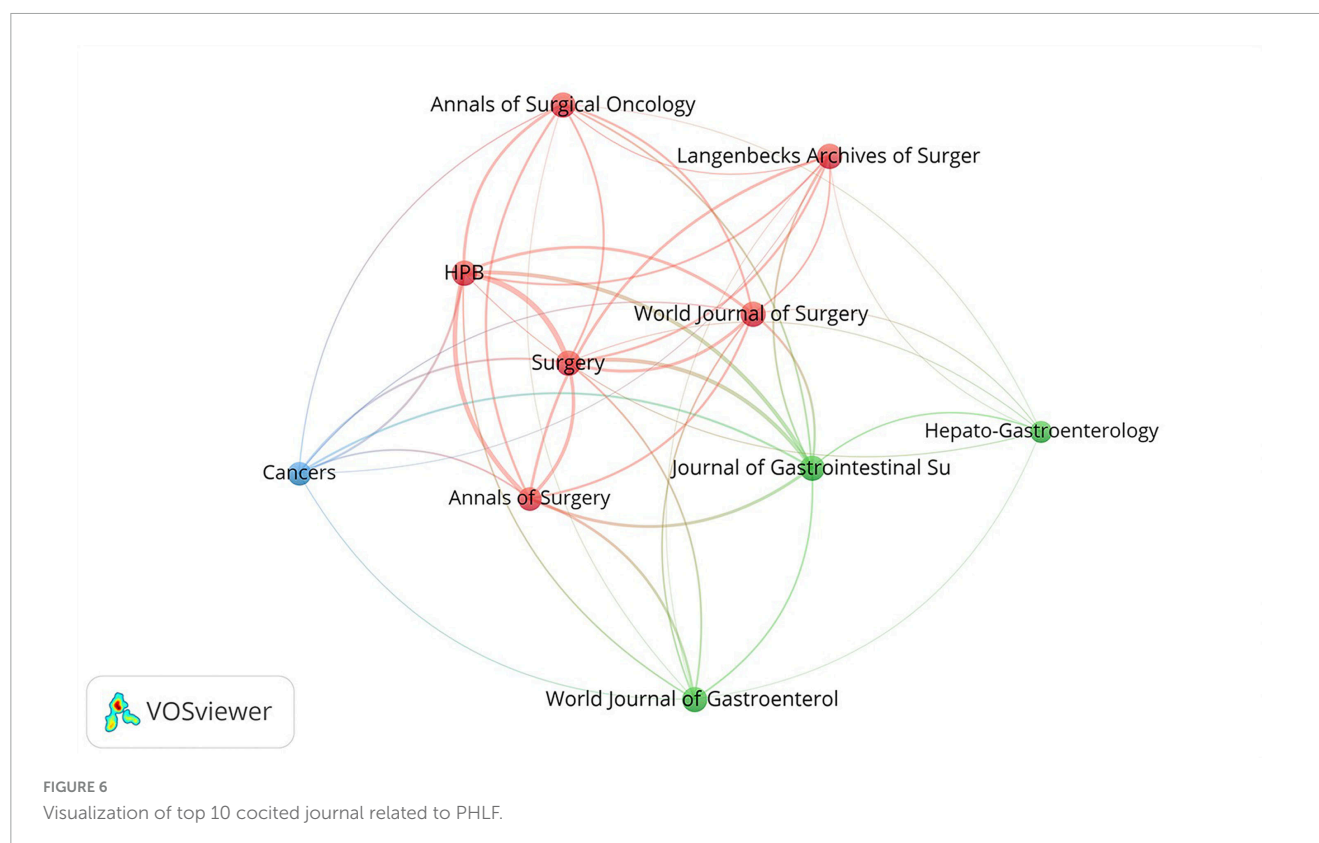 Annals of Surgical Oncology
Langenbecks Archives of Surger
HPB
World Journal of Surgery
Surgery
Hepato-Gastroenterology
Journal of Gastrointestinal Su
Cancers
Annals of Surgery
World Journal of Gastroenterol
VOSviewer
FIGURE 6
Visualization of top 10 cocited journal related to PHLF.